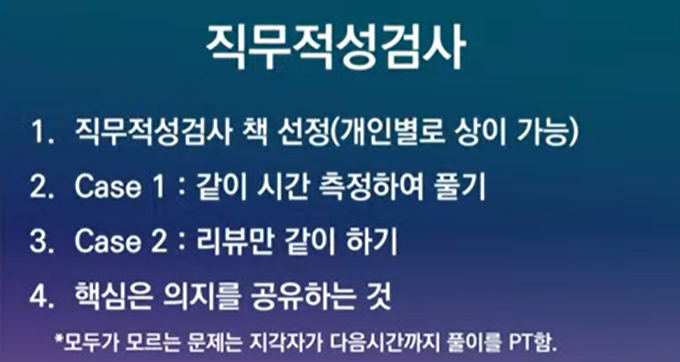 직무적성검사
1. 직무적성검사 책 선정(개인별로 상이 가능)
2. Case 1 : 같이 시간 측정하여 풀기
3. Case 2 : 리뷰만 같이 하기
4. 핵심은 의지를 공유하는 것
*모두가 모르는 문제는 지각자가 다음시간까지 풀이를 PT함.